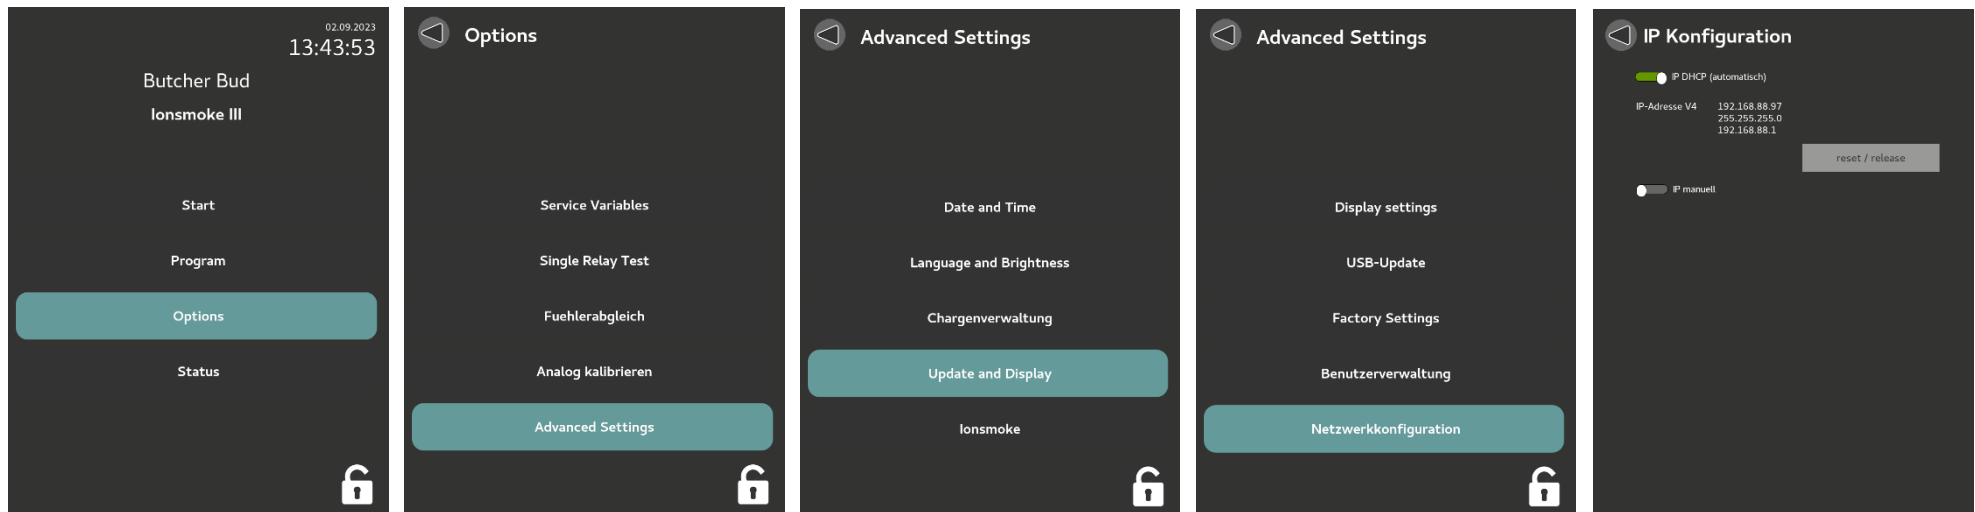 02.09.2023
13:43:53
Butcher Bud
Ionsmoke III
Start
Program
Options
Status
Options
Service Variables
Single Relay Test
Fuehlerabgleich
Analog kalibrieren
Advanced Settings
Advanced Settings
Date and Time
Language and Brightness
Chargenverwaltung
Update and Display
Ionsmoke
Advanced Settings
Display settings
USB-Update
Factory Settings
Benutzerverwaltung
Netzwerkkonfiguration
IP Konfiguration
IP DHCP (automatisch)
IP-Adresse V4 192.168.88.97
255.255.255.0
192.168.88.1
reset / release
IP manuell